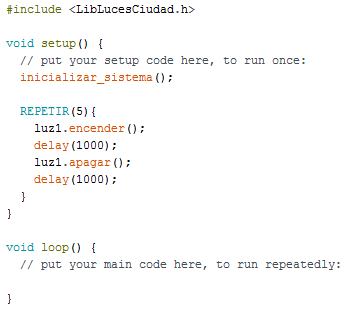 #include <LibLucesCiudad.h>
void setup() {
// put your setup code here, to run once:
inicializar_sistema();
REPETIR(5){
luz1.encender();
delay(1000);
luz1.apagar();
delay(1000);
}
}
void loop() {
// put your main code here, to run repeatedly:
}